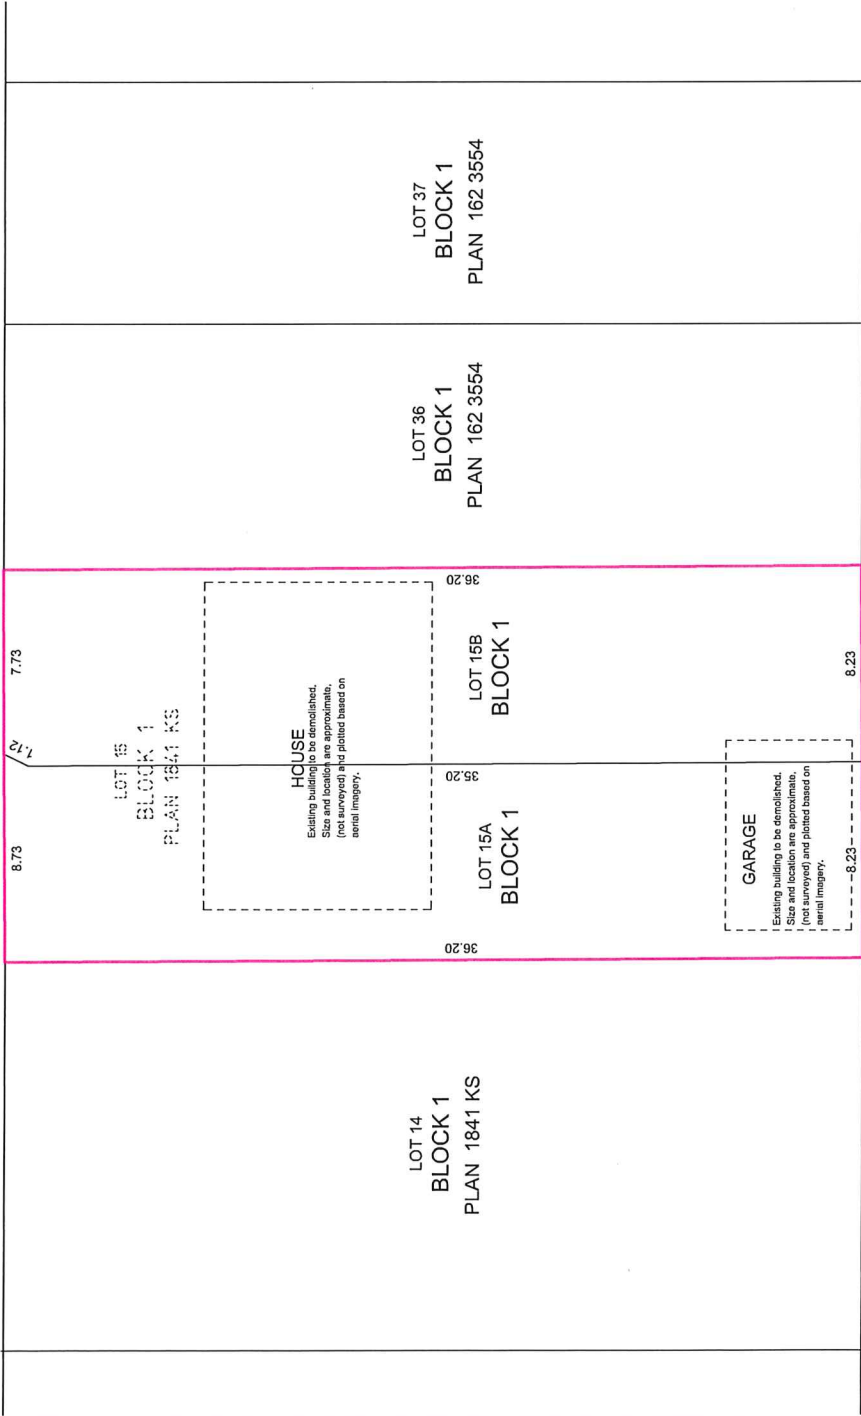 LOT 37
BLOCK 1
PLAN 162 3554
LOT 36
BLOCK 1
PLAN 162 3554
7.73
1.12
8.73
LOT 15
BLOCK 1
PLAN 1841 KS
HOUSE
Existing building to be demolished.
Size and location are approximate,
(not surveyed) and plotted based on
aerial imagery.
36.20
LOT 15B
BLOCK 1
35.20
LOT 15A
BLOCK 1
36.20
GARAGE
Existing building to be demolished.
Size and location are approximate,
(not surveyed) and plotted based on
aerial imagery.
8.23
8.23
LOT 14
BLOCK 1
PLAN 1841 KS